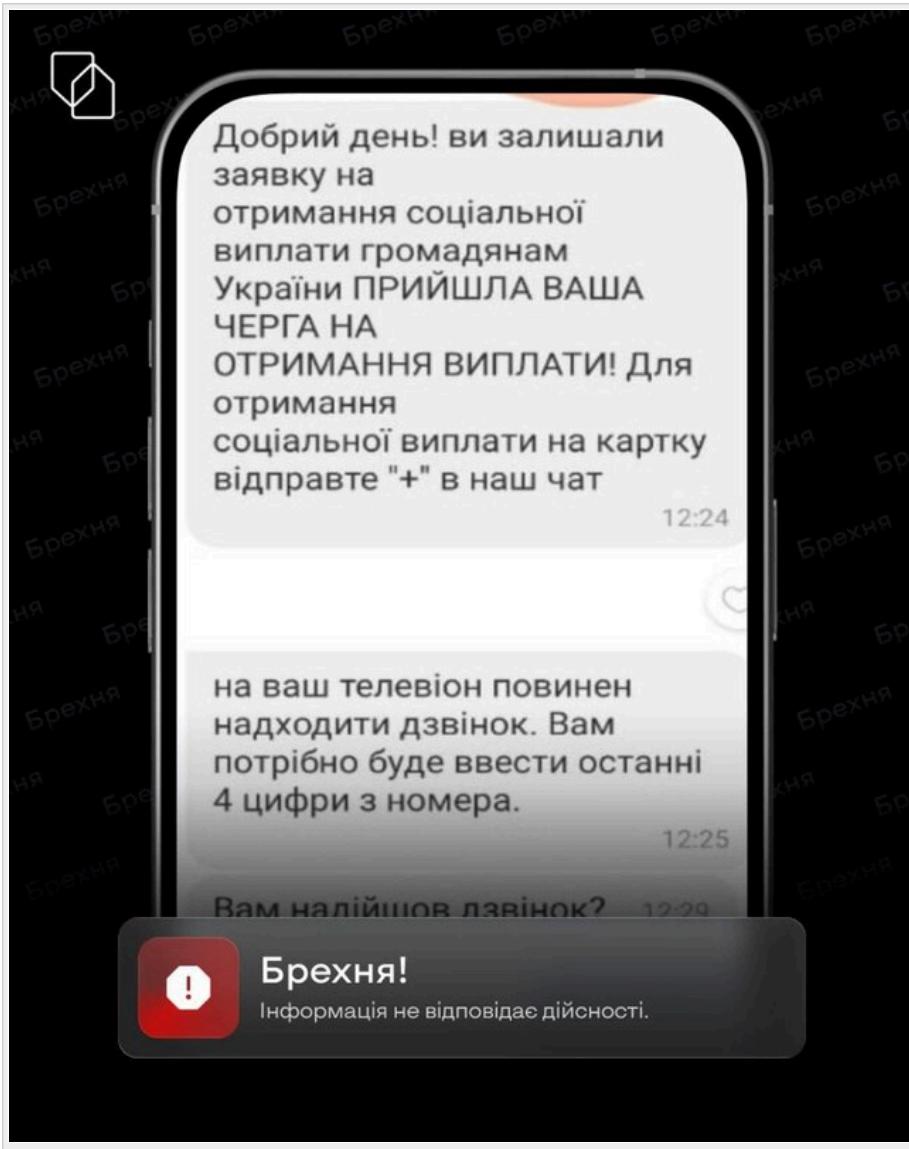 Добрий день! ви залишали
заявку на
отримання соціальної
виплати громадянам
України ПРИЙШЛА ВАША
ЧЕРГА НА
ОТРИМАННЯ ВИПЛАТИ! Для
отримання
соціальної виплати на картку
відправте "+" в наш чат
12:24
на ваш телевіон повинен
надходити дзвінок. Вам
потрібно буде ввести останні
4 цифри з номера.
12:25
Вам надійшов дзвінок? 12:29
Брехня!
Інформація не відповідає дійсності.